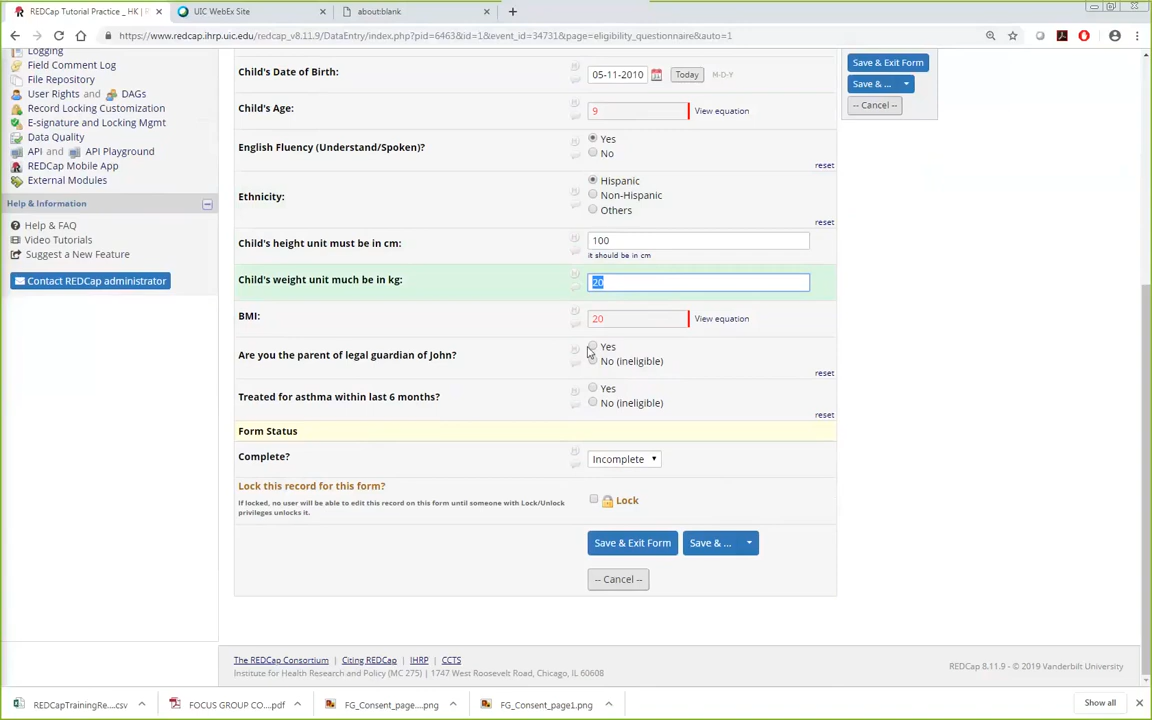 REDCap Tutorial Practice _ HK |
UIC WebEx Site
about:blank
https://www.redcap.ihrp.uic.edu/redcap_v8.11.9/DataEntry/index.php?pid=6463&id=1&event_id=34731&page=eligibility_questionnaire&auto=1
Logging
Field Comment Log
File Repository
User Rights and DAGs
Record Locking Customization
E-signature and Locking Mgmt
Data Quality
API and API Playground
REDCap Mobile App
External Modules
Help & Information
Help & FAQ
Video Tutorials
Suggest a New Feature
Contact REDCap administrator
Child's Date of Birth:
05-11-2010
Today
M-D-Y
Child's Age:
9
View equation
English Fluency (Understand/Spoken)?
Yes
No
reset
Ethnicity:
Hispanic
Non-Hispanic
Others
reset
Child's height unit must be in cm:
100
it should be in cm
Child's weight unit much be in kg:
20
BMI:
20
View equation
Are you the parent of legal guardian of John?
Yes
No (ineligible)
reset
Treated for asthma within last 6 months?
Yes
No (ineligible)
reset
Form Status
Complete?
Incomplete
Lock this record for this form?
If locked, no user will be able to edit this record on this form until someone with Lock/Unlock
privileges unlocks it.
Lock
Save & Exit Form
Save & ...
-- Cancel --
Save & Exit Form
Save & ...
-- Cancel --
The REDCap Consortium | Citing REDCap | IHRP | CCTS
Institute for Health Research and Policy (MC 275) | 1747 West Roosevelt Road, Chicago, IL 60608
REDCap 8.11.9 - © 2019 Vanderbilt University
REDCapTrainingRe....csv
FOCUS GROUP CO....pdf
FG_Consent_page....png
FG_Consent_page1.png
Show all